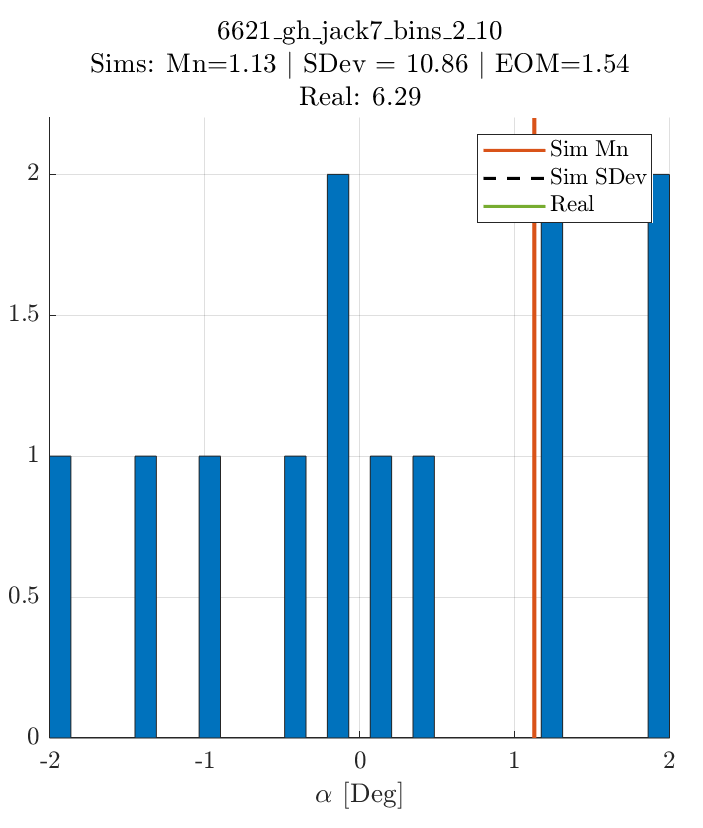 6621_gh_jack7_bins_2_10
Sims: Mn=1.13 | SDev = 10.86 | EOM=1.54
Real: 6.29
Sim Mn
Sim SDev
Real
2
1.5
1
0.5
0
-2
-1
0
1
2
α [Deg]